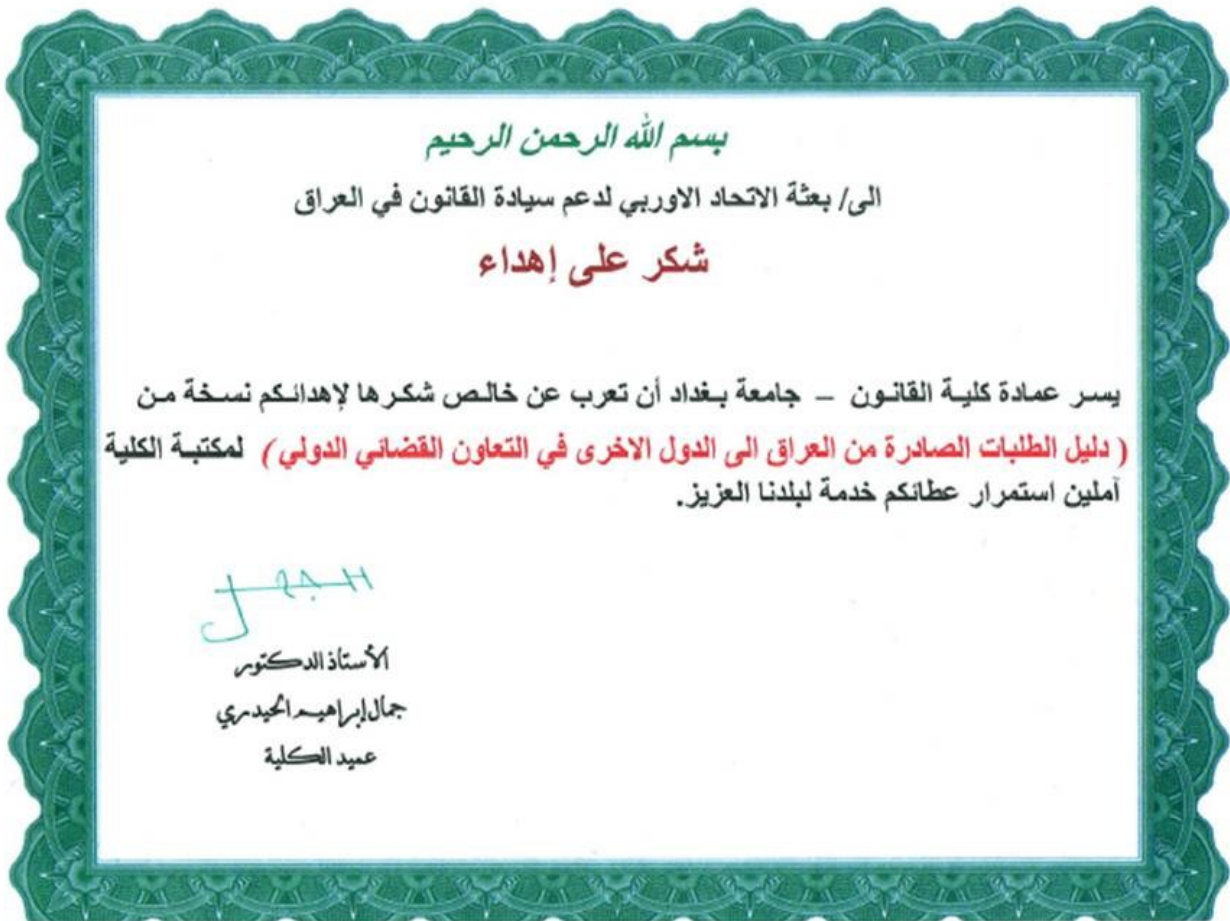 بسم الله الرحمن الرحيم
الى/ بعثة الاتحاد الاوربي لدعم سيادة القانون في العراق
شكر على إهداء
يسر عمادة كلية القانون – جامعة بغداد أن تعرب عن خالص شكرها لإهدائكم نسخة من
( دليل الطلبات الصادرة من العراق الى الدول الاخرى في التعاون القضائي الدولي ) لمكتبة الكلية
آملين استمرار عطائكم خدمة لبلدنا العزيز.
الأستاذ الدكتور
جمال إبراهيم الحيدري
عميد الكلية